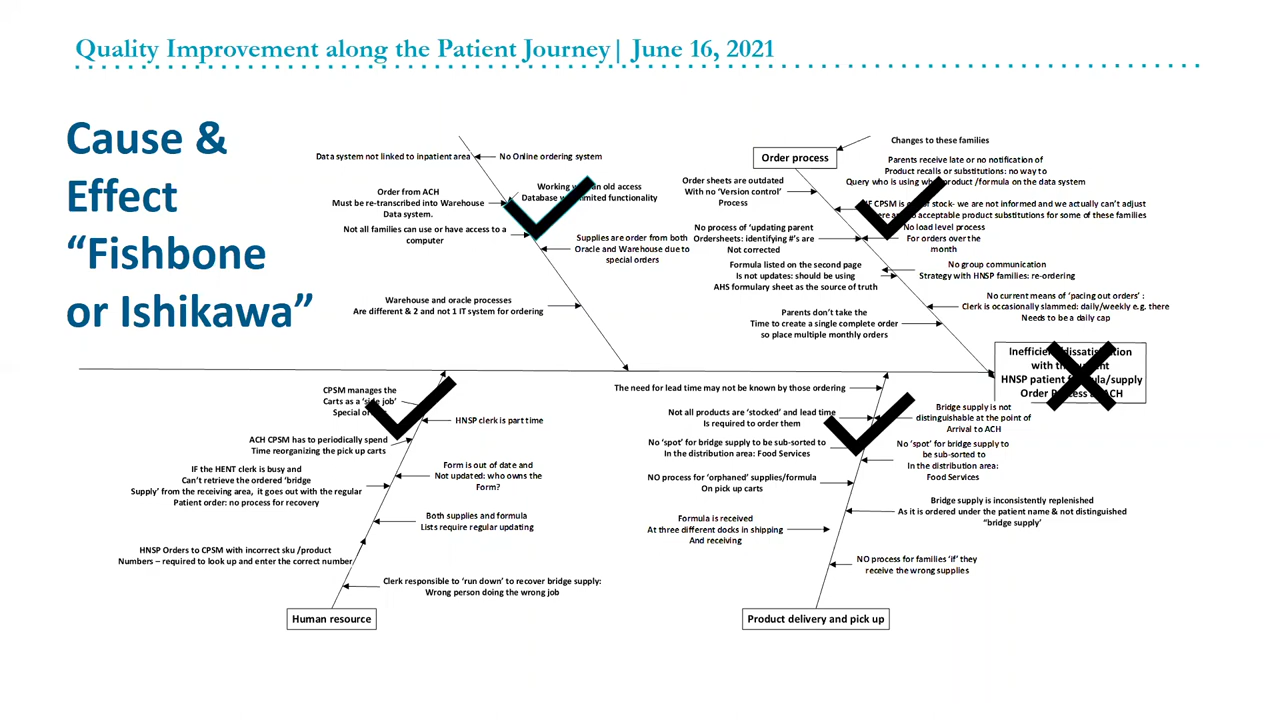 Quality Improvement along the Patient Journey| June 16, 2021
Cause &
Effect
“Fishbone
or Ishikawa”
Data system not linked to inpatient area
No Online ordering system
Order from ACH
Must be re-transcribed into Warehouse
Data system.
Working an old access
Database limited functionality
Not all families can use or have access to a
computer
Supplies are order from both
Oracle and Warehouse due to
special orders
Warehouse and oracle processes
Are different & 2 and not 1 IT system for ordering
Order process
Changes to these families
Parents receive late or no notification of
Product recalls or substitutions: no way to
Query who is using product /formula on the data system
Order sheets are outdated
With no ‘Version control’
Process
IF CPSM is stock- we are not informed and we actually can’t adjust
acceptable product substitutions for some of these families
No process of ‘updating parent
Ordersheets: identifying #’s are
Not corrected
No load level process
For orders over the
month
Formula listed on the second page
Is not updates: should be using
AHS formulary sheet as the source of truth
No group communication
Strategy with HNSP families: re-ordering
No current means of ‘pacing out orders’ :
Clerk is occasionally slammed: daily/weekly e.g. there
Needs to be a daily cap
Parents don’t take the
Time to create a single complete order
so place multiple monthly orders
HNSP patient
Order
CPSM manages the
Carts as a job’
Special
HNSP clerk is part time
ACH CPSM has to periodically spend
Time reorganizing the pick up carts
IF the HENT clerk is busy and
Can’t retrieve the ordered ‘bridge
Supply’ from the receiving area, it goes out with the regular
Patient order: no process for recovery
Form is out of date and
Not updated: who owns the
Form?
Both supplies and formula
Lists require regular updating
HNSP Orders to CPSM with incorrect sku /product
Numbers – required to look up and enter the correct number
Clerk responsible to ‘run down’ to recover bridge supply:
Wrong person doing the wrong job
Human resource
The need for lead time may not be known by those ordering
Not all products are ‘stocked’ and lead time
Is required to order them
Bridge supply is not
distinguishable at the point of
Arrival to ACH
No ‘spot’ for bridge supply to be sub-sorted to
In the distribution area: Food Services
No ‘spot’ for bridge supply to
be sub-sorted to
In the distribution area:
Food Services
NO process for ‘orphaned’ supplies/formula
On pick up carts
Bridge supply is inconsistently replenished
As it is ordered under the patient name & not distinguished
“bridge supply’
Formula is received
At three different docks in shipping
And receiving
NO process for families ‘if’ they
receive the wrong supplies
Product delivery and pick up